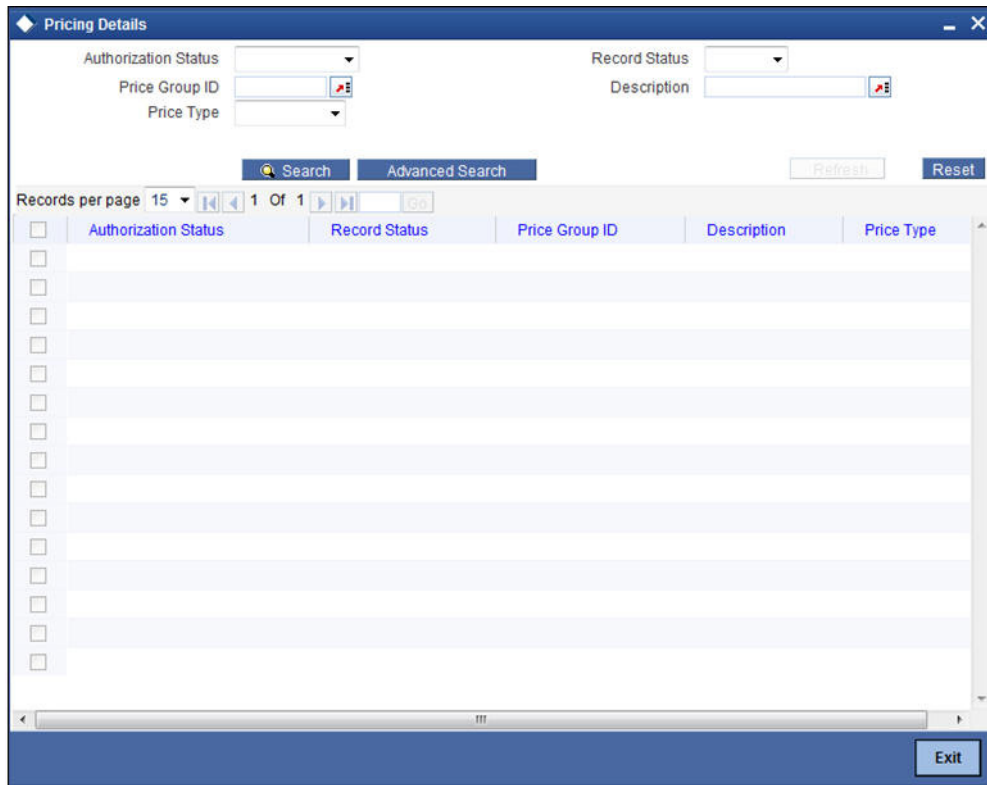 Pricing Details
Authorization Status
Record Status
Price Group ID
Description
Price Type
Search
Advanced Search
Refresh
Reset
Records per page 15 1 Of 1 Go
Authorization Status Record Status Price Group ID Description Price Type
Exit